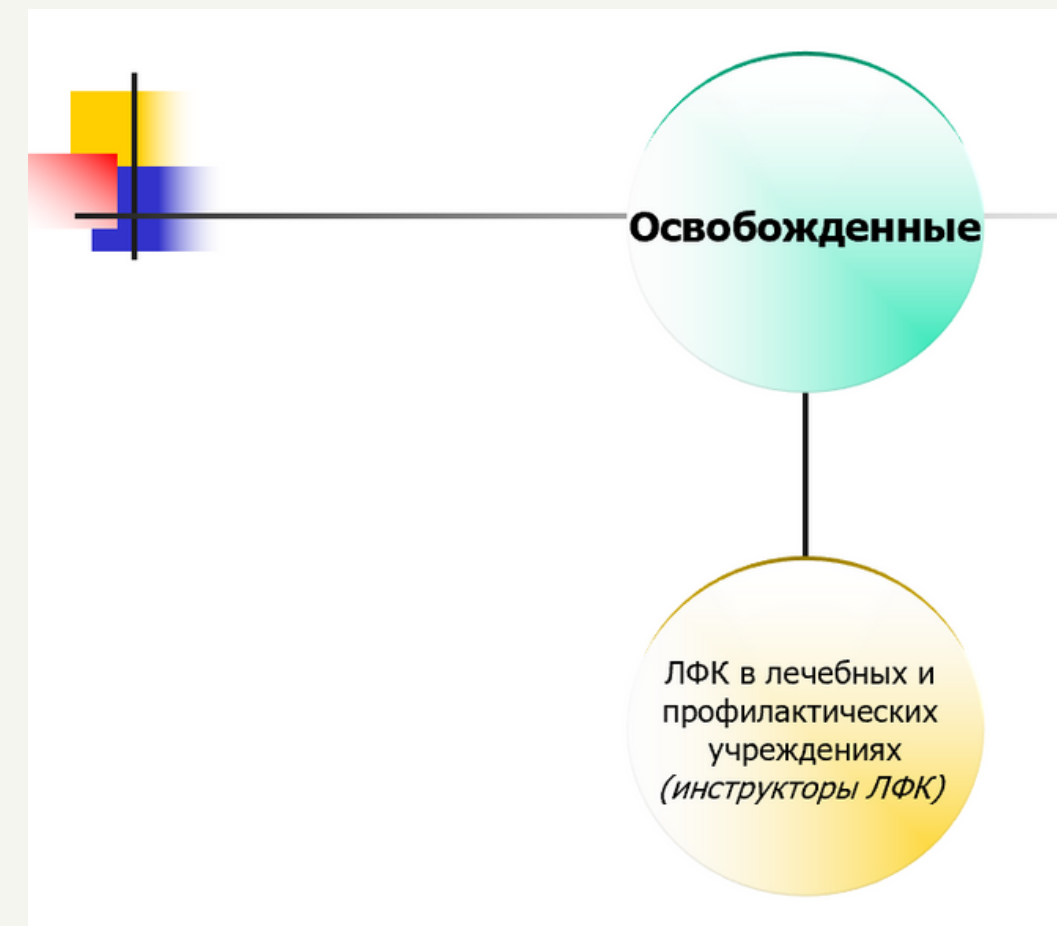 Освобожденные
ЛФК в лечебных и
профилактических
учреждениях
(инструкторы ЛФК)